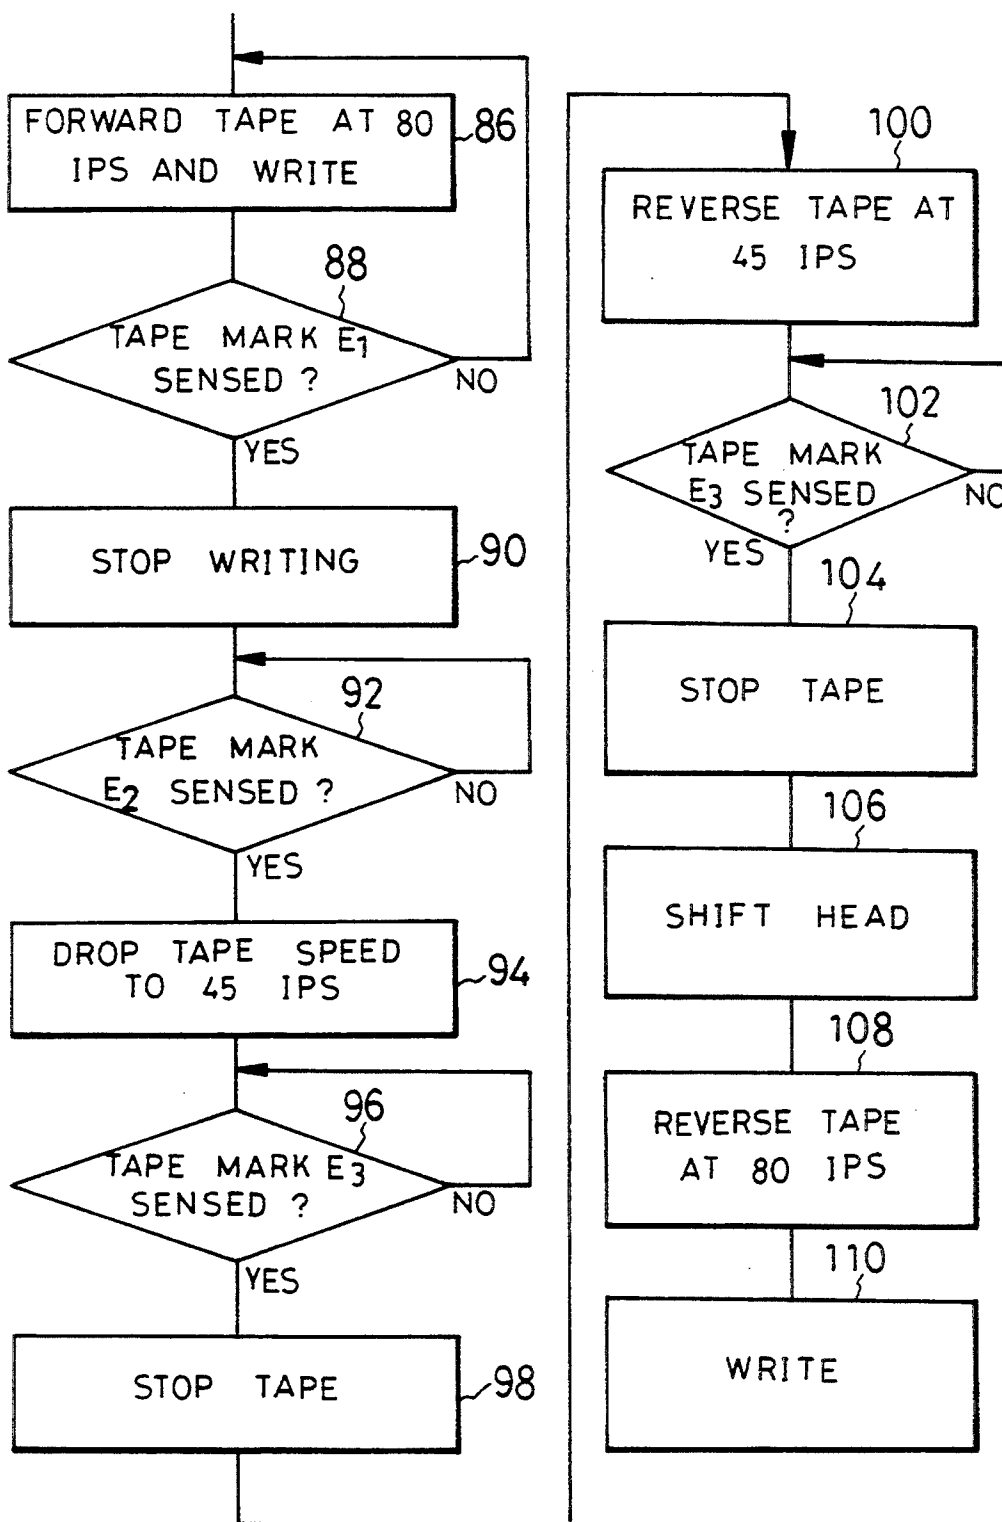 FORWARD TAPE AT 80
IPS AND WRITE
86
88
TAPE MARK E1
SENSED ?
NO
YES
STOP WRITING
90
92
TAPE MARK
E2 SENSED ?
NO
YES
DROP TAPE SPEED
TO 45 IPS
94
96
TAPE MARK E3
SENSED ?
NO
YES
STOP TAPE
98
100
REVERSE TAPE AT
45 IPS
102
TAPE MARK
E3 SENSED
?
NO
YES
104
STOP TAPE
106
SHIFT HEAD
108
REVERSE TAPE
AT 80 IPS
110
WRITE